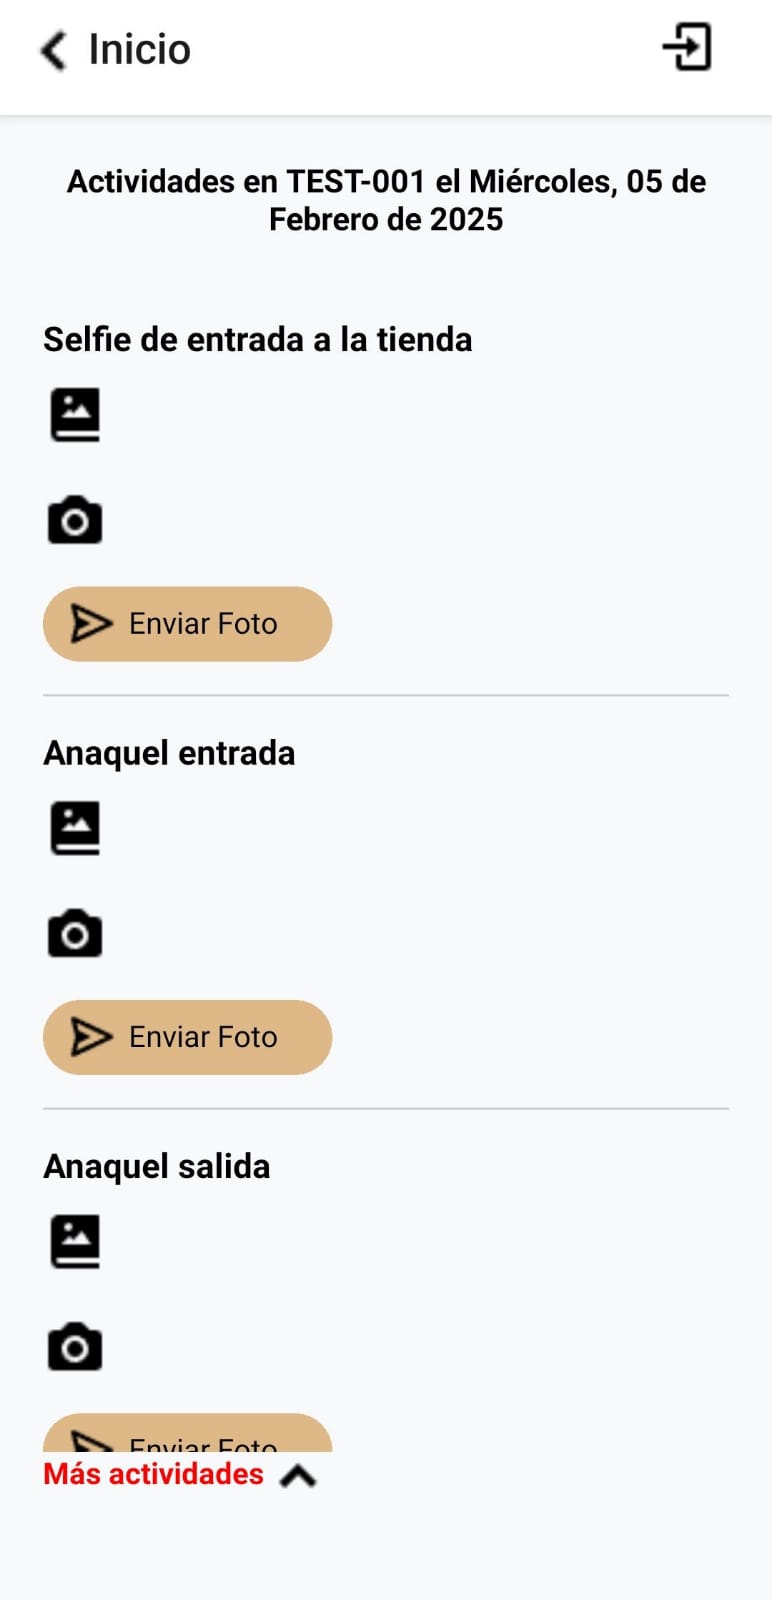 Inicio
Actividades en TEST-001 el Miércoles, 05 de
Febrero de 2025
Selfie de entrada a la tienda
Enviar Foto
Anaquel entrada
Enviar Foto
Anaquel salida
Enviar Foto
Más actividades